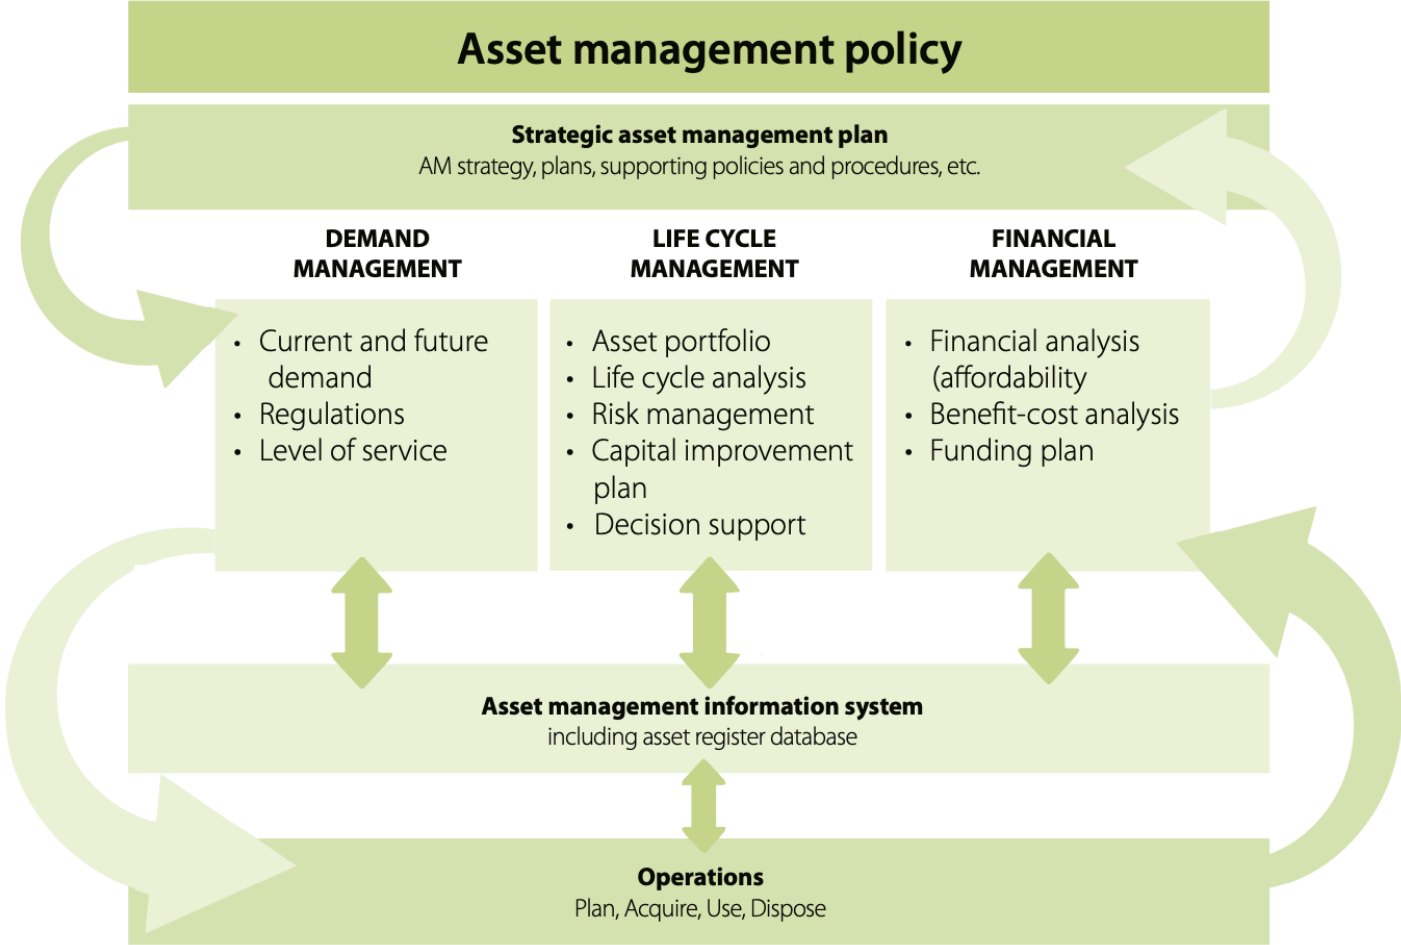 Asset management policy
Strategic asset management plan
AM strategy, plans, supporting policies and procedures, etc.
DEMAND
MANAGEMENT
• Current and future
demand
• Regulations
• Level of service
LIFE CYCLE
MANAGEMENT
• Asset portfolio
• Life cycle analysis
• Risk management
• Capital improvement
plan
• Decision support
FINANCIAL
MANAGEMENT
• Financial analysis
(affordability
• Benefit-cost analysis
• Funding plan
Asset management information system
including asset register database
Operations
Plan, Acquire, Use, Dispose